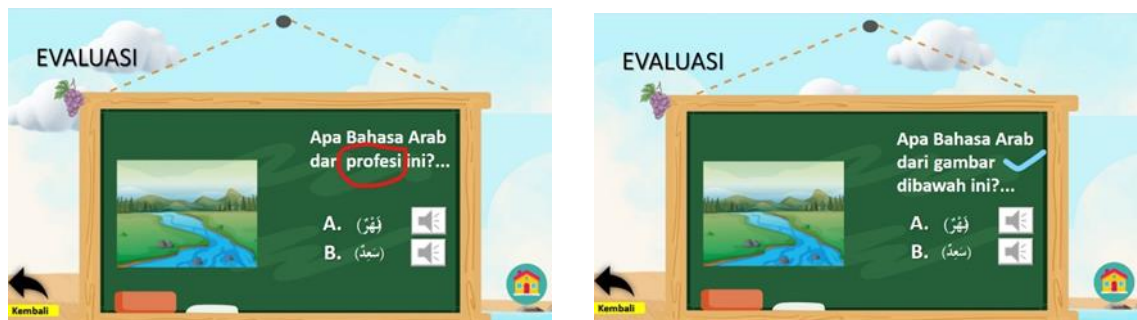 EVALUASI
Apa Bahasa Arab
dari profesi ini?...
A. (نَهْرٌ)
B. (سَعِدٌ)
Kembali
EVALUASI
Apa Bahasa Arab
dari gambar
dibawah ini?...
A. (نَهْرٌ)
B. (سَعِدٌ)
Kembali